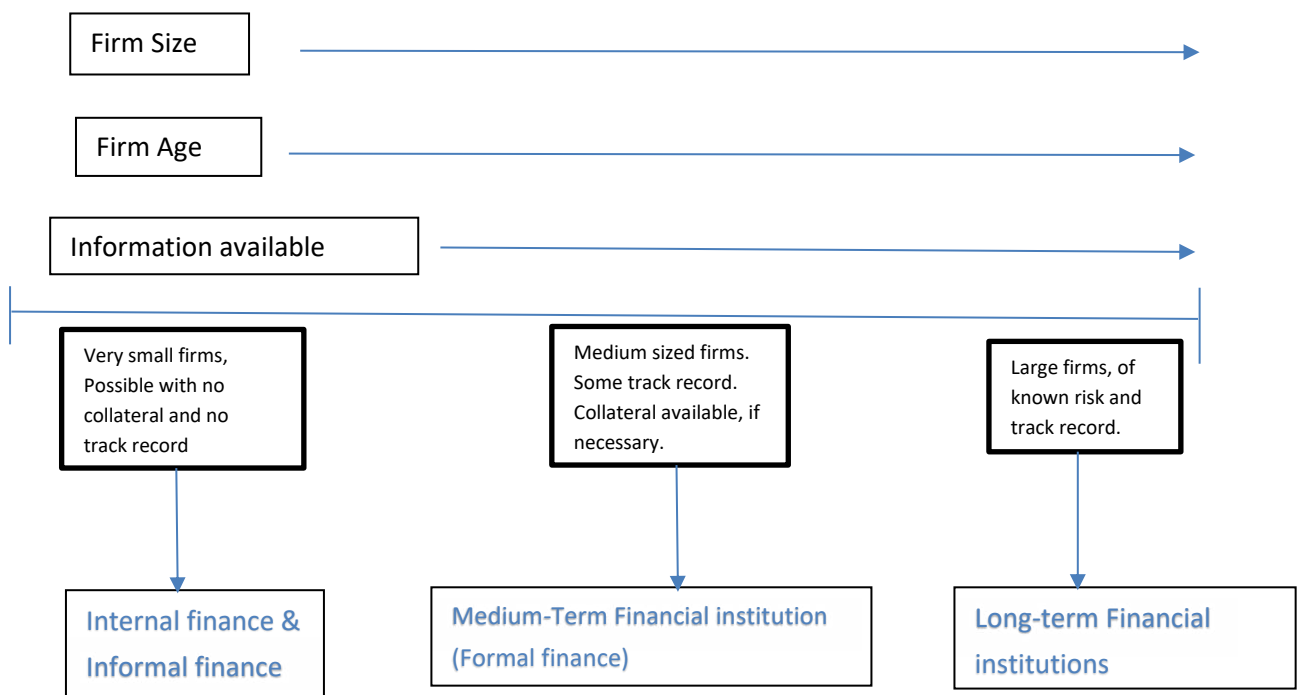 Firm Size
Firm Age
Information available
Very small firms,
Possible with no
collateral and no
track record
Medium sized firms.
Some track record.
Collateral available, if
necessary.
Large firms, of
known risk and
track record.
Internal finance &
Informal finance
Medium-Term Financial institution
(Formal finance)
Long-term Financial
institutions